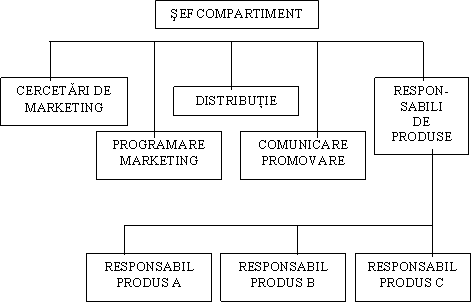 ŞEF COMPARTIMENT
CERCETĂRI DE
MARKETING
DISTRIBUŢIE
RESPON-
SABILI
DE
PRODUSE
PROGRAMARE
MARKETING
COMUNICARE
PROMOVARE
RESPONSABIL
PRODUS A
RESPONSABIL
PRODUS B
RESPONSABIL
PRODUS C